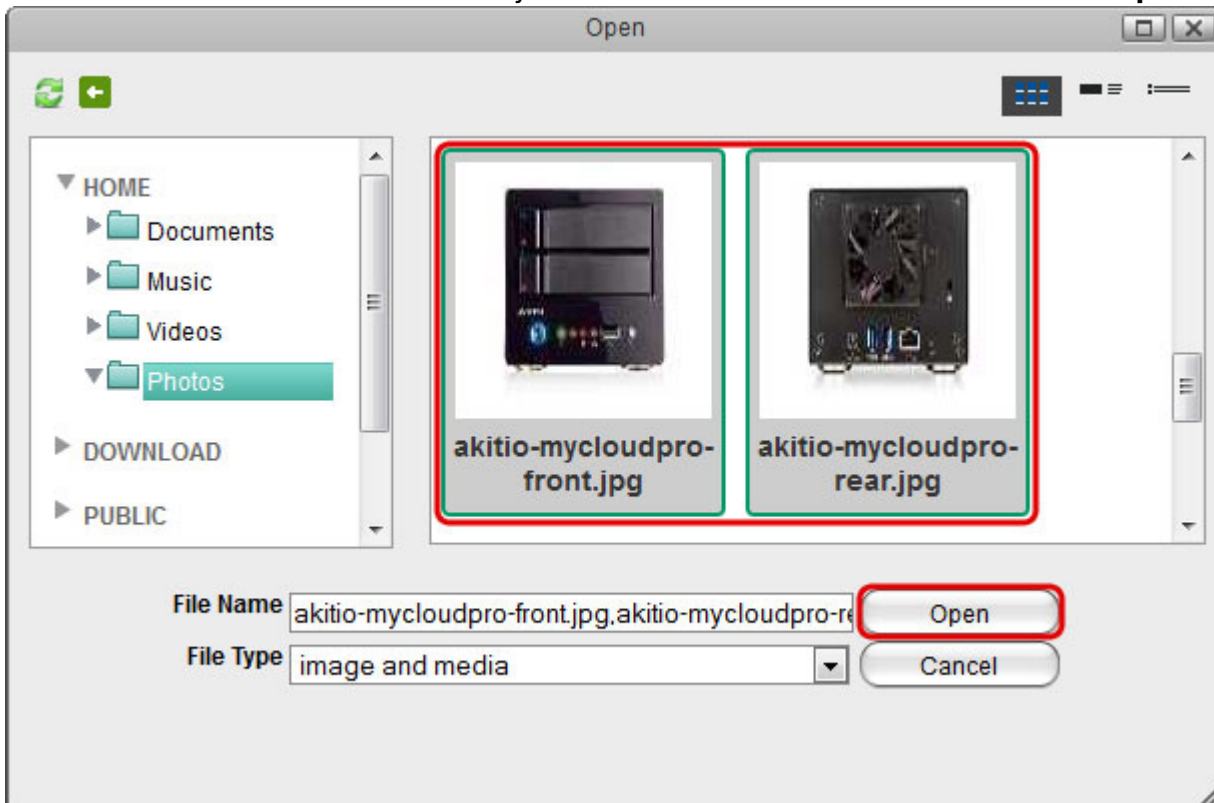 Open
HOME
Documents
Music
Videos
Photos
DOWNLOAD
PUBLIC
akitio-mycloudpro-
front.jpg
akitio-mycloudpro-
rear.jpg
File Name akitio-mycloudpro-front.jpg,akitio-mycloudpro-re Open
File Type image and media Cancel